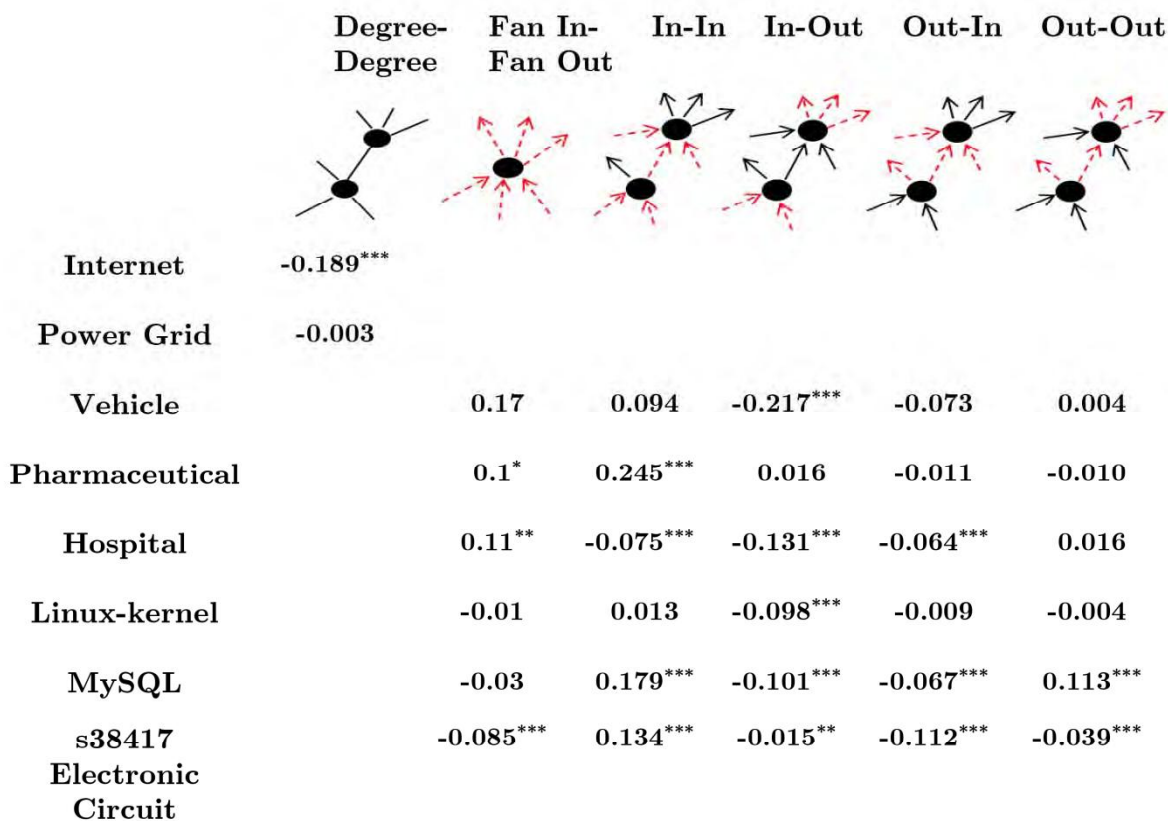 Degree- Fan In- In-In In-Out Out-In Out-Out
Degree Fan Out
Internet -0.189***
Power Grid -0.003
Vehicle 0.17 0.094 -0.217*** -0.073 0.004
Pharmaceutical 0.1* 0.245*** 0.016 -0.011 -0.010
Hospital 0.11** -0.075*** -0.131*** -0.064*** 0.016
Linux-kernel -0.01 0.013 -0.098*** -0.009 -0.004
MySQL -0.03 0.179*** -0.101*** -0.067*** 0.113***
s38417 -0.085*** 0.134*** -0.015** -0.112*** -0.039***
Electronic
Circuit